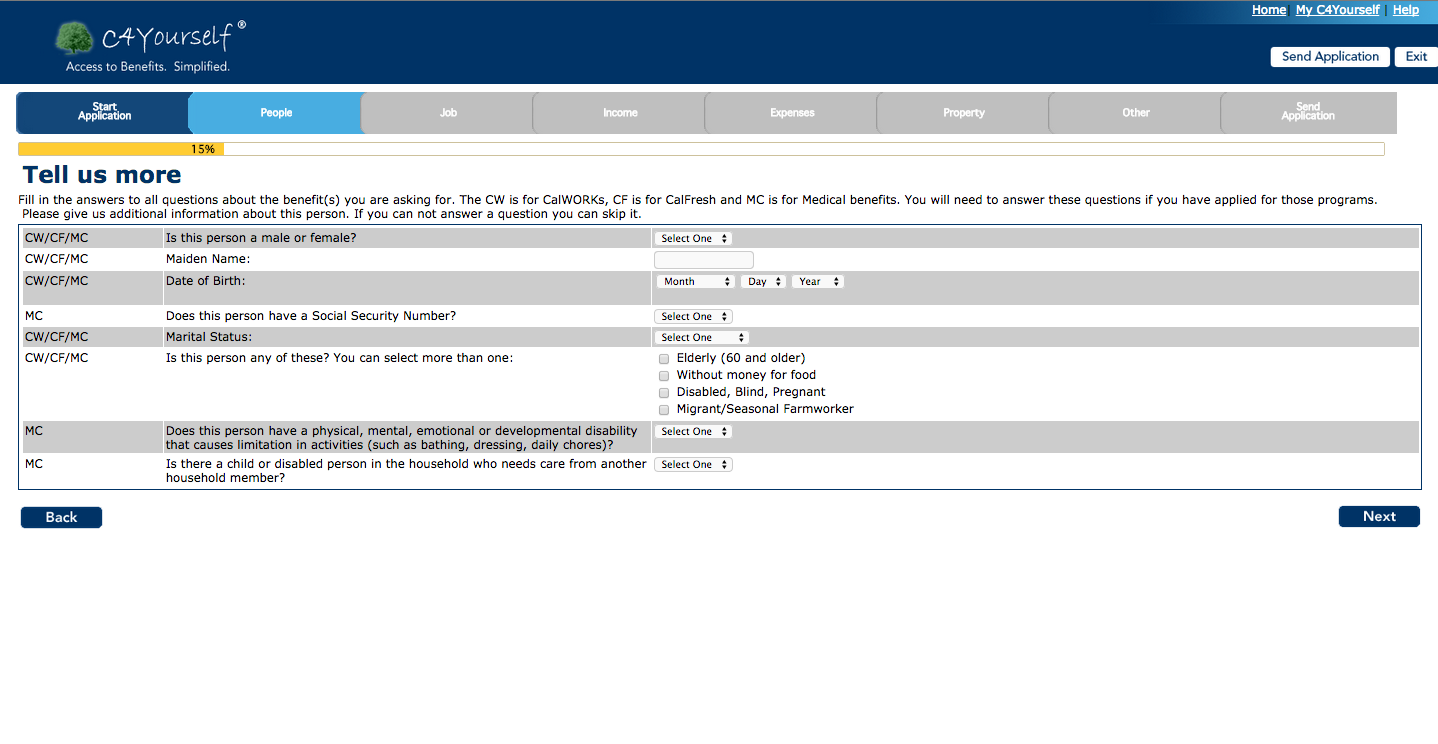 Home | My C4Yourself | Help
C4Yourself®
Access to Benefits. Simplified.
Send Application Exit
Start Application People Job Income Expenses Property Other Send Application
15%
Tell us more
Fill in the answers to all questions about the benefit(s) you are asking for. The CW is for CalWORKs, CF is for CalFresh and MC is for Medical benefits. You will need to answer these questions if you have applied for those programs.
Please give us additional information about this person. If you can not answer a question you can skip it.
CW/CF/MC Is this person a male or female? Select One
CW/CF/MC Maiden Name:
CW/CF/MC Date of Birth: Month Day Year
MC Does this person have a Social Security Number? Select One
CW/CF/MC Marital Status: Select One
CW/CF/MC Is this person any of these? You can select more than one: Elderly (60 and older)
Without money for food
Disabled, Blind, Pregnant
Migrant/Seasonal Farmworker
MC Does this person have a physical, mental, emotional or developmental disability Select One
that causes limitation in activities (such as bathing, dressing, daily chores)?
MC Is there a child or disabled person in the household who needs care from another Select One
household member?
Back Next